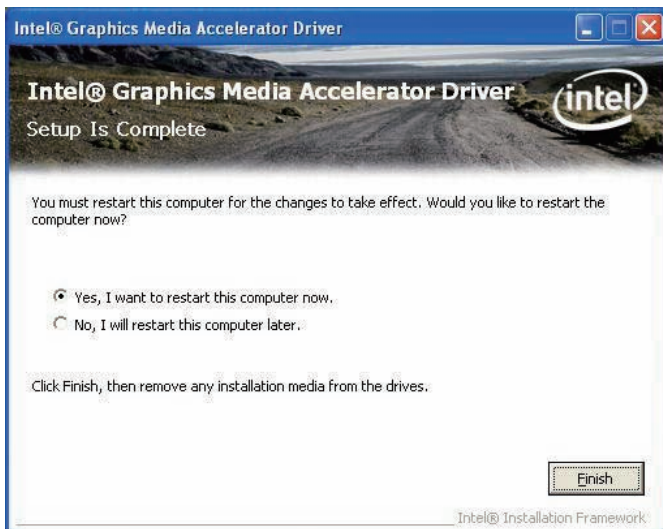 Intel® Graphics Media Accelerator Driver
Intel® Graphics Media Accelerator Driver
intel
Setup Is Complete
You must restart this computer for the changes to take effect. Would you like to restart the
computer now?
Yes, I want to restart this computer now.
No, I will restart this computer later.
Click Finish, then remove any installation media from the drives.
Finish
Intel® Installation Framework